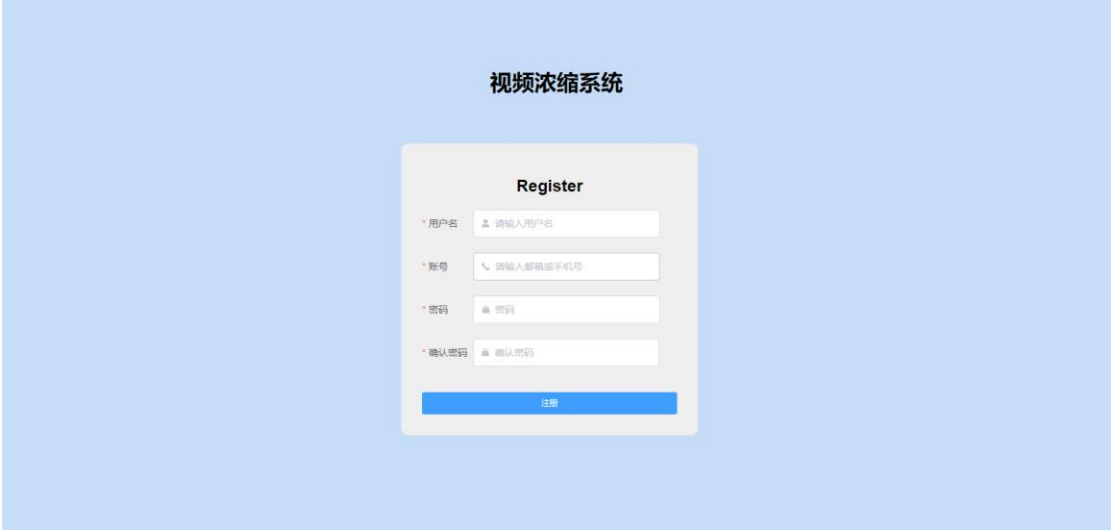 视频浓缩系统
Register
* 用户名 请输入用户名
* 账号 请输入邮箱或手机号
* 密码 密码
* 确认密码 确认密码
注册